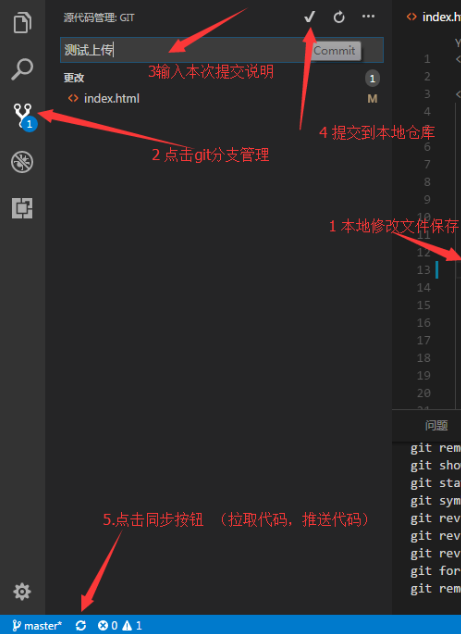 源代码管理: GIT
index.h
测试上传
Commit
3输入本次提交说明
更改
1
index.html
M
4 提交到本地仓库
1
2 点击git分支管理
1 本地修改文件保存
1
2
3
4
6
7
8
9
10
11
12
13
14
15
16
17
18
19
20
问题
git rem
git sho
git sta
git sym
git rev
git rev
git rev
git for
git rem
5.点击同步按钮 （拉取代码，推送代码）
master*
0
1